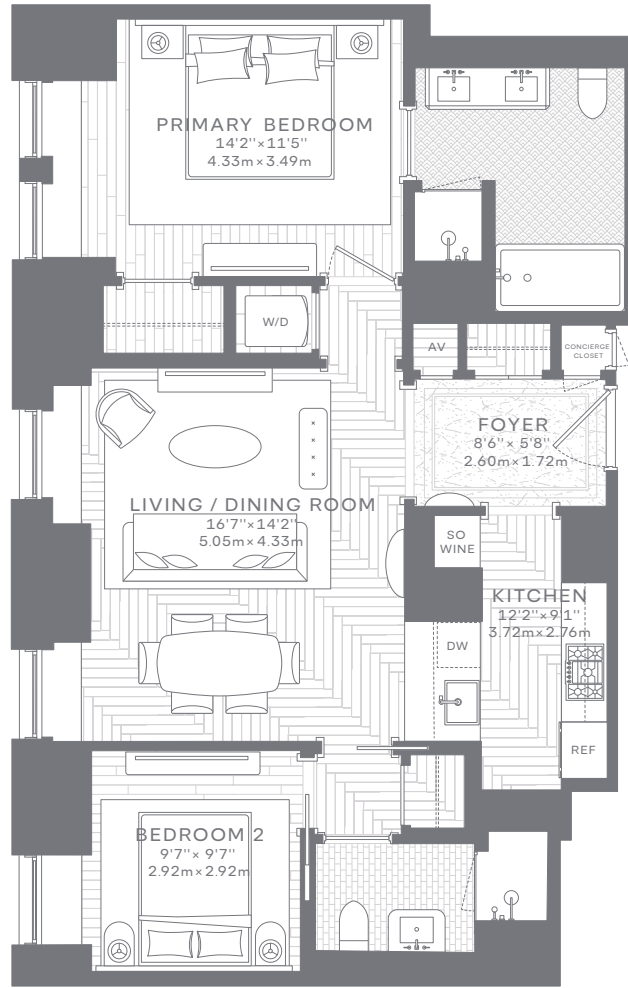 PRIMARY BEDROOM
14'2''×11'5''
4.33m×3.49m
W/D
AV
CONCIERGE
CLOSET
FOYER
8'6''× 5'8''
2.60m×1.72m
LIVING / DINING ROOM
16'7''×14'2''
5.05m×4.33m
SO
WINE
KITCHEN
12'2''×9'1''
3.72m×2.76m
DW
REF
BEDROOM 2
9'7''× 9'7''
2.92m×2.92m